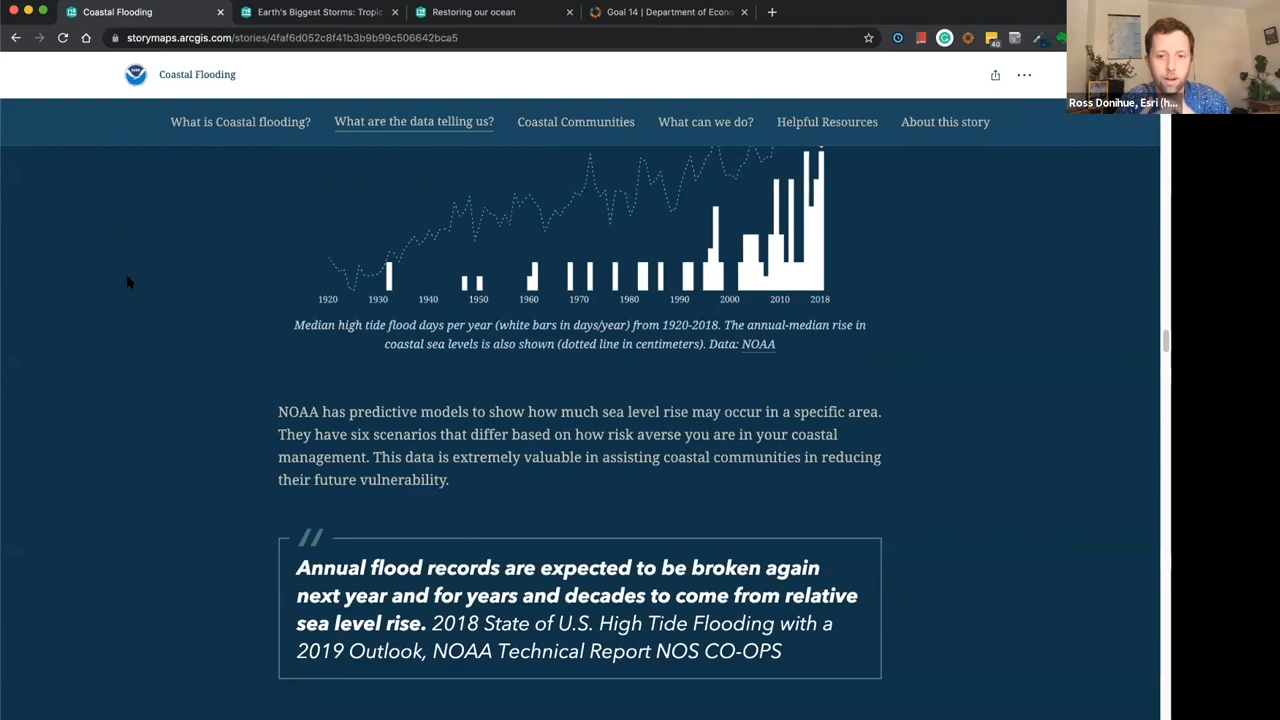 Coastal Flooding
Earth's Biggest Storms: Tropic
Restoring our ocean
Goal 14 | Department of Econo
storymaps.arcgis.com/stories/4faf6d052c8f41b3b9b99c506642bca5
40
Ross Donihue, Esri (h...
Coastal Flooding
What is Coastal flooding?
What are the data telling us?
Coastal Communities
What can we do?
Helpful Resources
About this story
1920 1930 1940 1950 1960 1970 1980 1990 2000 2010 2018
Median high tide flood days per year (white bars in days/year) from 1920-2018. The annual-median rise in
coastal sea levels is also shown (dotted line in centimeters). Data: NOAA
NOAA has predictive models to show how much sea level rise may occur in a specific area.
They have six scenarios that differ based on how risk averse you are in your coastal
management. This data is extremely valuable in assisting coastal communities in reducing
their future vulnerability.
Annual flood records are expected to be broken again
next year and for years and decades to come from relative
sea level rise. 2018 State of U.S. High Tide Flooding with a
2019 Outlook, NOAA Technical Report NOS CO-OPS